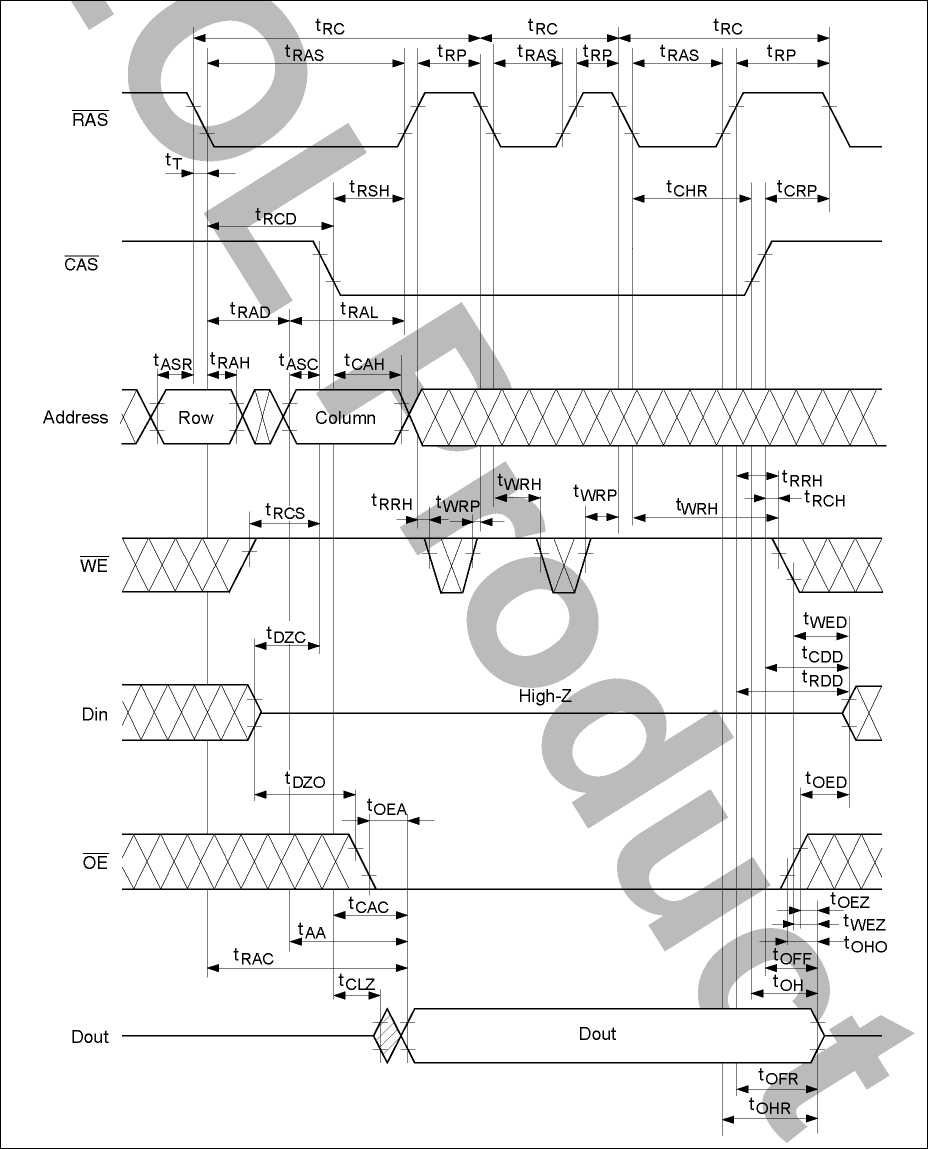 tRC tRC tRC
tRAS tRP tRAS tRP tRAS tRP
RAS
tT
tRSH tCHR tCRP
tRCD
CAS
tRAD tRAL
tASR tRAH tASC tCAH
Address Row Column
tRRH
tWRH tRCH
tRRH tWRP tWRP tWRH
tRCS
WE
tWED
tDZC
tCDD
tRDD
High-Z
Din
tDZO tOED
tOEA
OE
tCAC tOEZ
tWEZ
tAA tOHO
tRAC tOFF
tCLZ tOH
Dout Dout
tOFR
tOHR
EOL Product